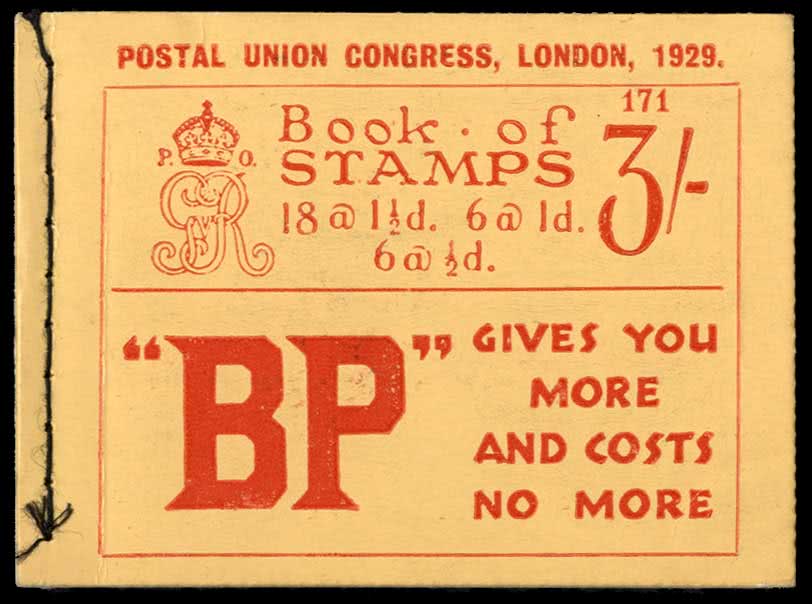 POSTAL UNION CONGRESS, LONDON, 1929.
171
P. O.
GRV
Book · of
STAMPS
3/-
18 @ 1½d. 6 @ 1d.
6 @ ½d.
"BP" GIVES YOU
MORE
AND COSTS
NO MORE